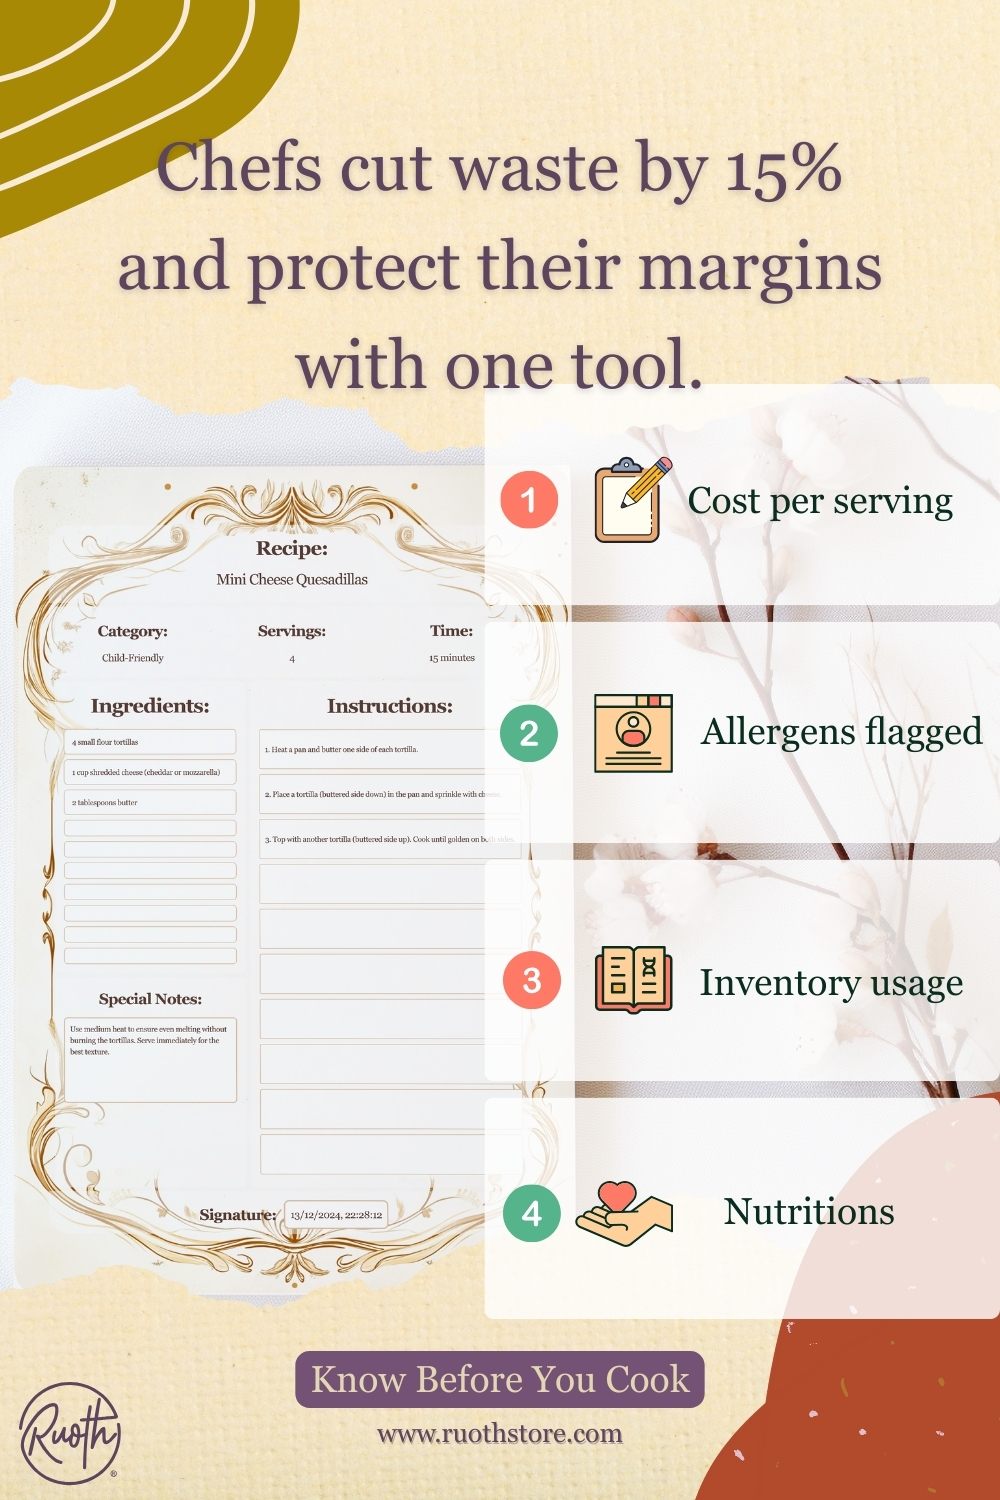 Chefs cut waste by 15%
and protect their margins
with one tool.
Recipe:
Mini Cheese Quesadillas
Category:
Servings:
Time:
Child-Friendly
4
15 minutes
Ingredients:
4 small flour tortillas
1 cup shredded cheese (cheddar or mozzarella)
2 tablespoons butter
Instructions:
1. Heat a pan and butter one side of each tortilla.
2. Place a tortilla (buttered side down) in the pan and sprinkle with cheese.
3. Top with another tortilla (buttered side up). Cook until golden on both sides.
Special Notes:
Use medium heat to ensure even melting without
burning the tortillas. Serve immediately for the
best texture.
Signature:
13/12/2024, 22:28:12
1
Cost per serving
2
Allergens flagged
3
Inventory usage
4
Nutritions
Know Before You Cook
www.ruothstore.com
Ruoth
®